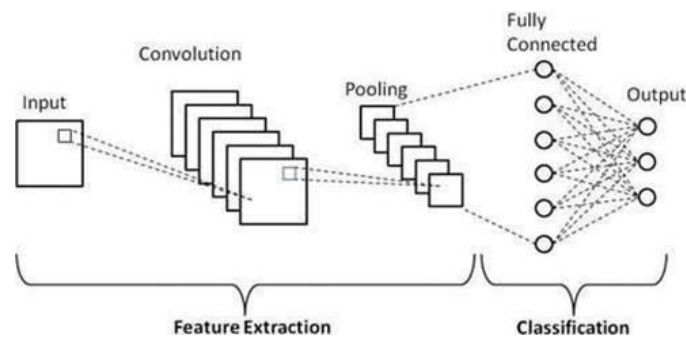 Input
Convolution
Pooling
Fully
Connected
Output
Feature Extraction
Classification